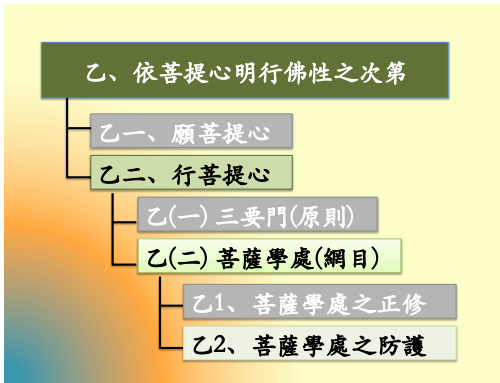 乙、依菩提心明行佛性之次第
乙一、願菩提心
乙二、行菩提心
乙(一) 三要門(原則)
乙(二) 菩薩學處(網目)
乙1、菩薩學處之正修
乙2、菩薩學處之防護